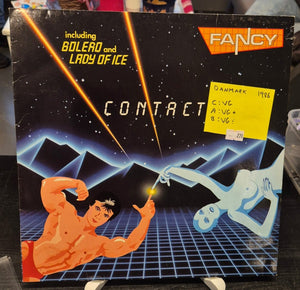 including
BOLERO and
LADY OF ICE
FANCY
CONTACT
DANMARK 1986
C: VG
A: VG+
B: VG